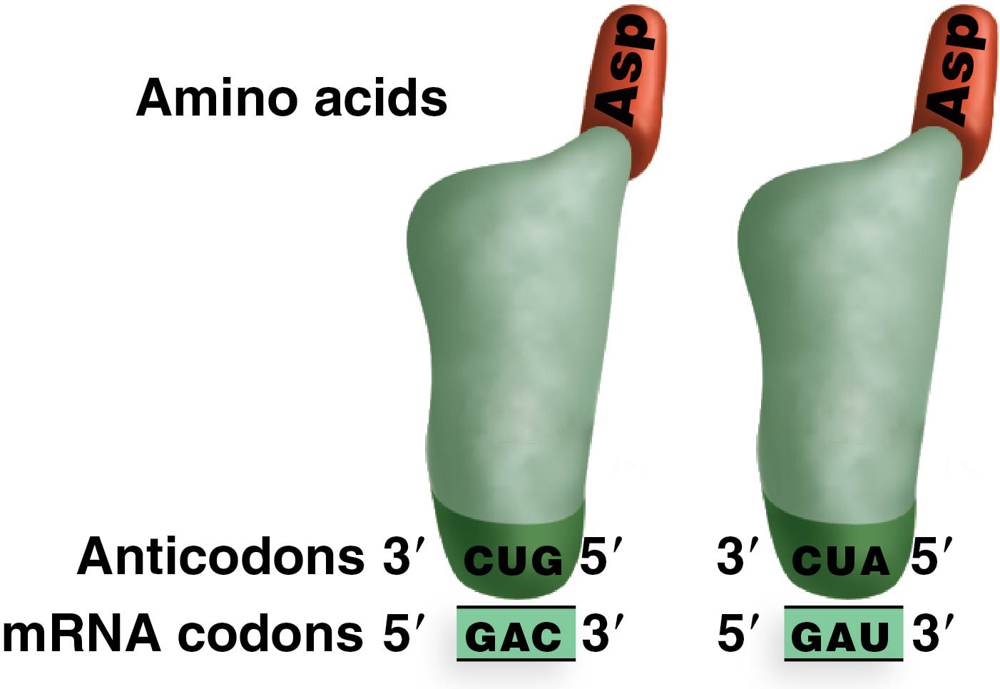 Asp Asp
Amino acids
Anticodons 3′ CUG 5′ 3′ CUA 5′
mRNA codons 5′ GAC 3′ 5′ GAU 3′